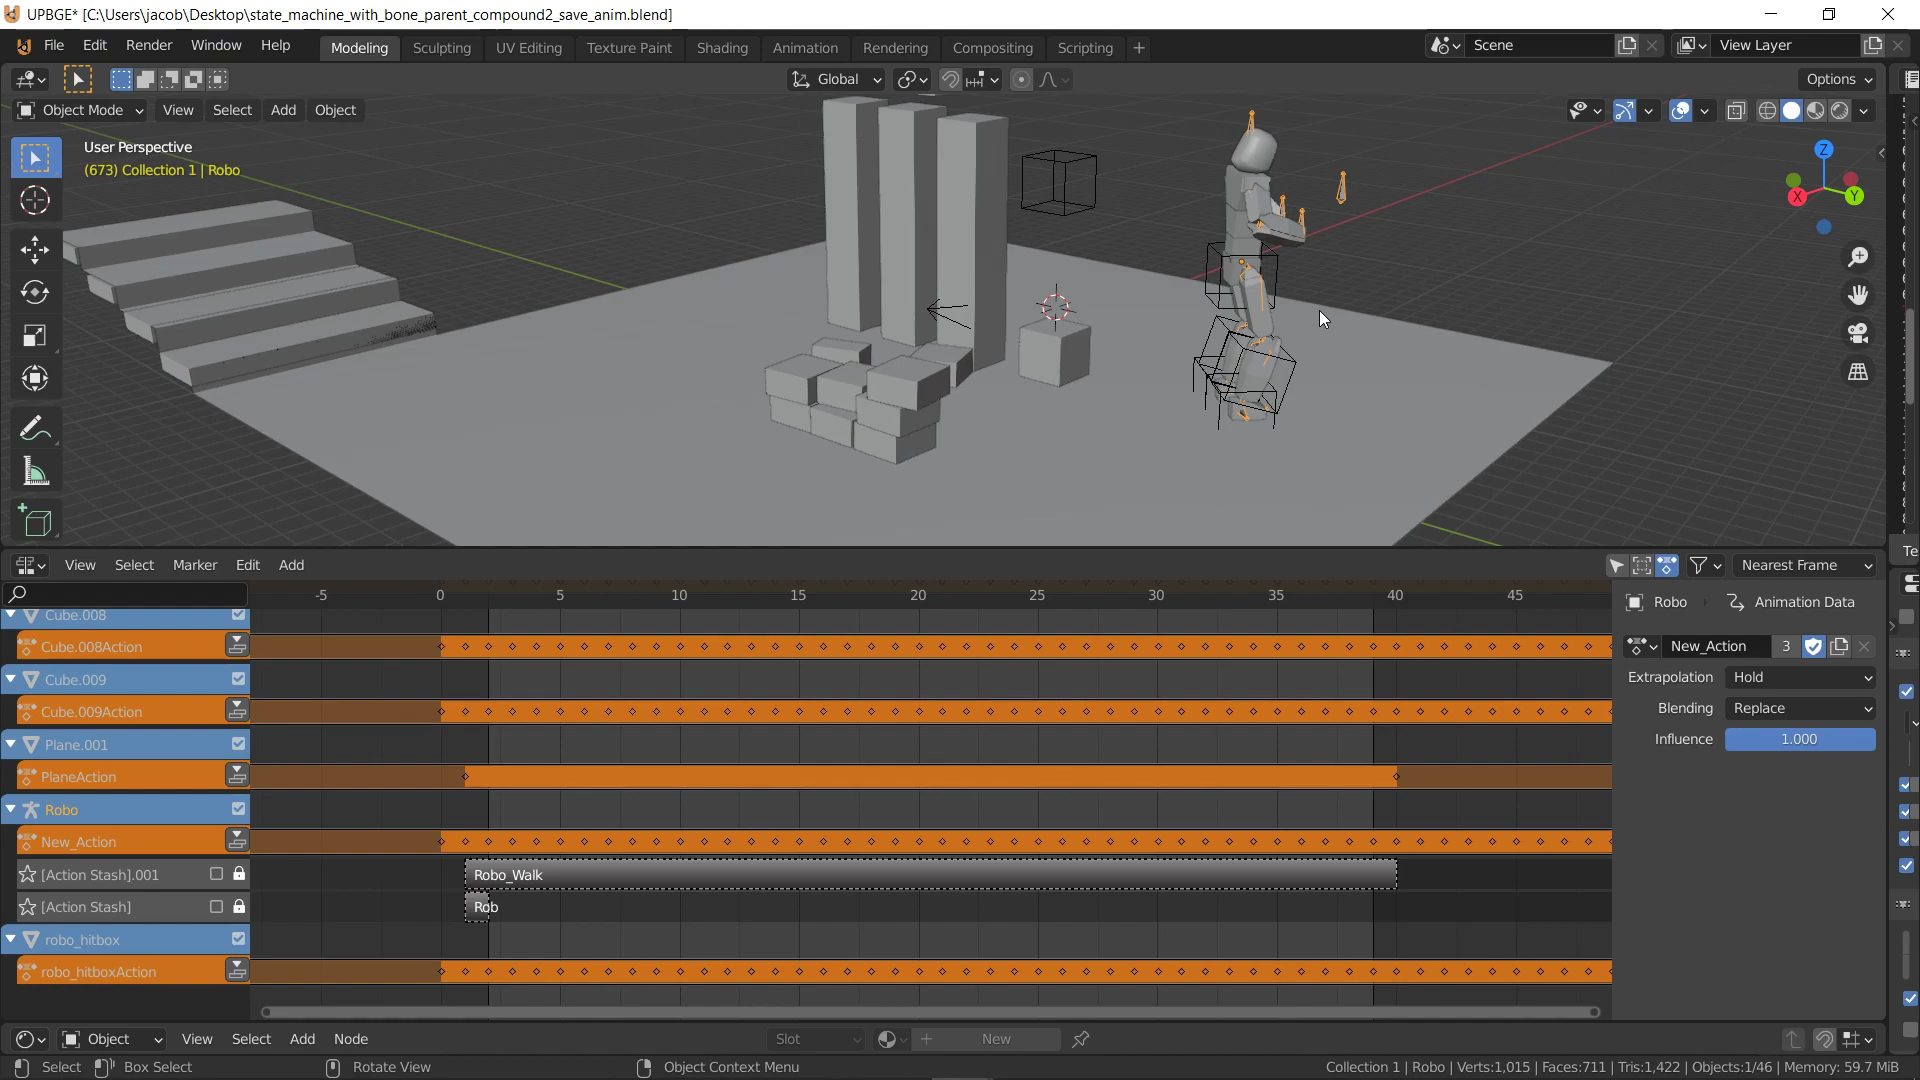 UPBGE* [C:\Users\jacob\Desktop\state_machine_with_bone_parent_compound2_save_anim.blend]
File Edit Render Window Help Modeling Sculpting UV Editing Texture Paint Shading Animation Rendering Compositing Scripting + Scene View Layer
Global Options
Object Mode View Select Add Object
User Perspective
(673) Collection 1 | Robo
Z
X Y
View Select Marker Edit Add Nearest Frame
-5 0 5 10 15 20 25 30 35 40 45
Robo Animation Data
Cube.008
Cube.008Action
New_Action 3
Cube.009
Extrapolation Hold
Cube.009Action
Blending Replace
Influence 1.000
Plane.001
PlaneAction
Robo
New_Action
[Action Stash].001 Robo_Walk
[Action Stash] Rob
robo_hitbox
robo_hitboxAction
Object View Select Add Node Slot New
Select Box Select Rotate View Object Context Menu Collection 1 | Robo | Verts:1,015 | Faces:711 | Tris:1,422 | Objects:1/46 | Memory: 59.7 MiB
Te